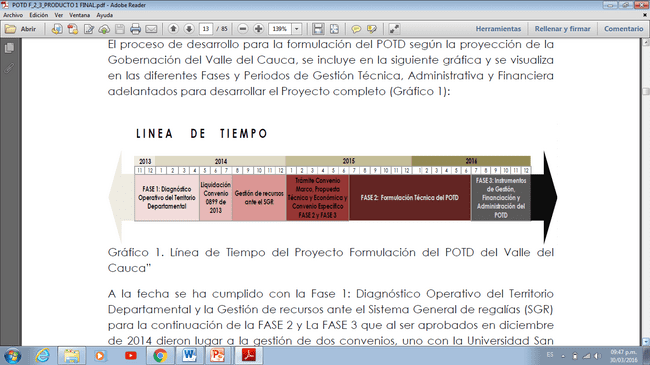 POTD F_2_3_PRODUCTO 1 FINAL.pdf - Adobe Reader
Archivo Edición Ver Ventana Ayuda
Abrir 13 / 85 139% Herramientas Rellenar y firmar Comentario
El proceso de desarrollo para la formulación del POTD según la proyección de la
Gobernación del Valle del Cauca, se incluye en la siguiente gráfica y se visualiza
en las diferentes Fases y Periodos de Gestión Técnica, Administrativa y Financiera
adelantados para desarrollar el Proyecto completo (Gráfico 1):
LINEA DE TIEMPO
2013 2014 2015 2016
11 12 1 2 3 4 5 6 7 8 9 10 11 12 1 2 3 4 5 6 7 8 9 10 11 12 1 2 3 4 5 6 7 8 9 10 11 12
FASE 1: Diagnóstico
Operativo del Territorio
Departamental
Liquidación
Convenio
0899 de
2013
Gestión de recursos
ante el SGR
Trámite Convenio
Marco, Propuesta
Técnica y Económica y
Convenio Específico
FASE 2 y FASE 3
FASE 2: Formulación Técnica del POTD
FASE 3: Instrumentos
de Gestión,
Financiación y
Administración del
POTD
Gráfico 1. Línea de Tiempo del Proyecto Formulación del POTD del Valle del
Cauca”
A la fecha se ha cumplido con la Fase 1: Diagnóstico Operativo del Territorio
Departamental y la Gestión de recursos ante el Sistema General de regalías (SGR)
para la continuación de la FASE 2 y La FASE 3 que al ser aprobados en diciembre
de 2014 dieron lugar a la gestión de dos convenios, uno con la Universidad San
ES 09:47 p.m.
30/03/2016